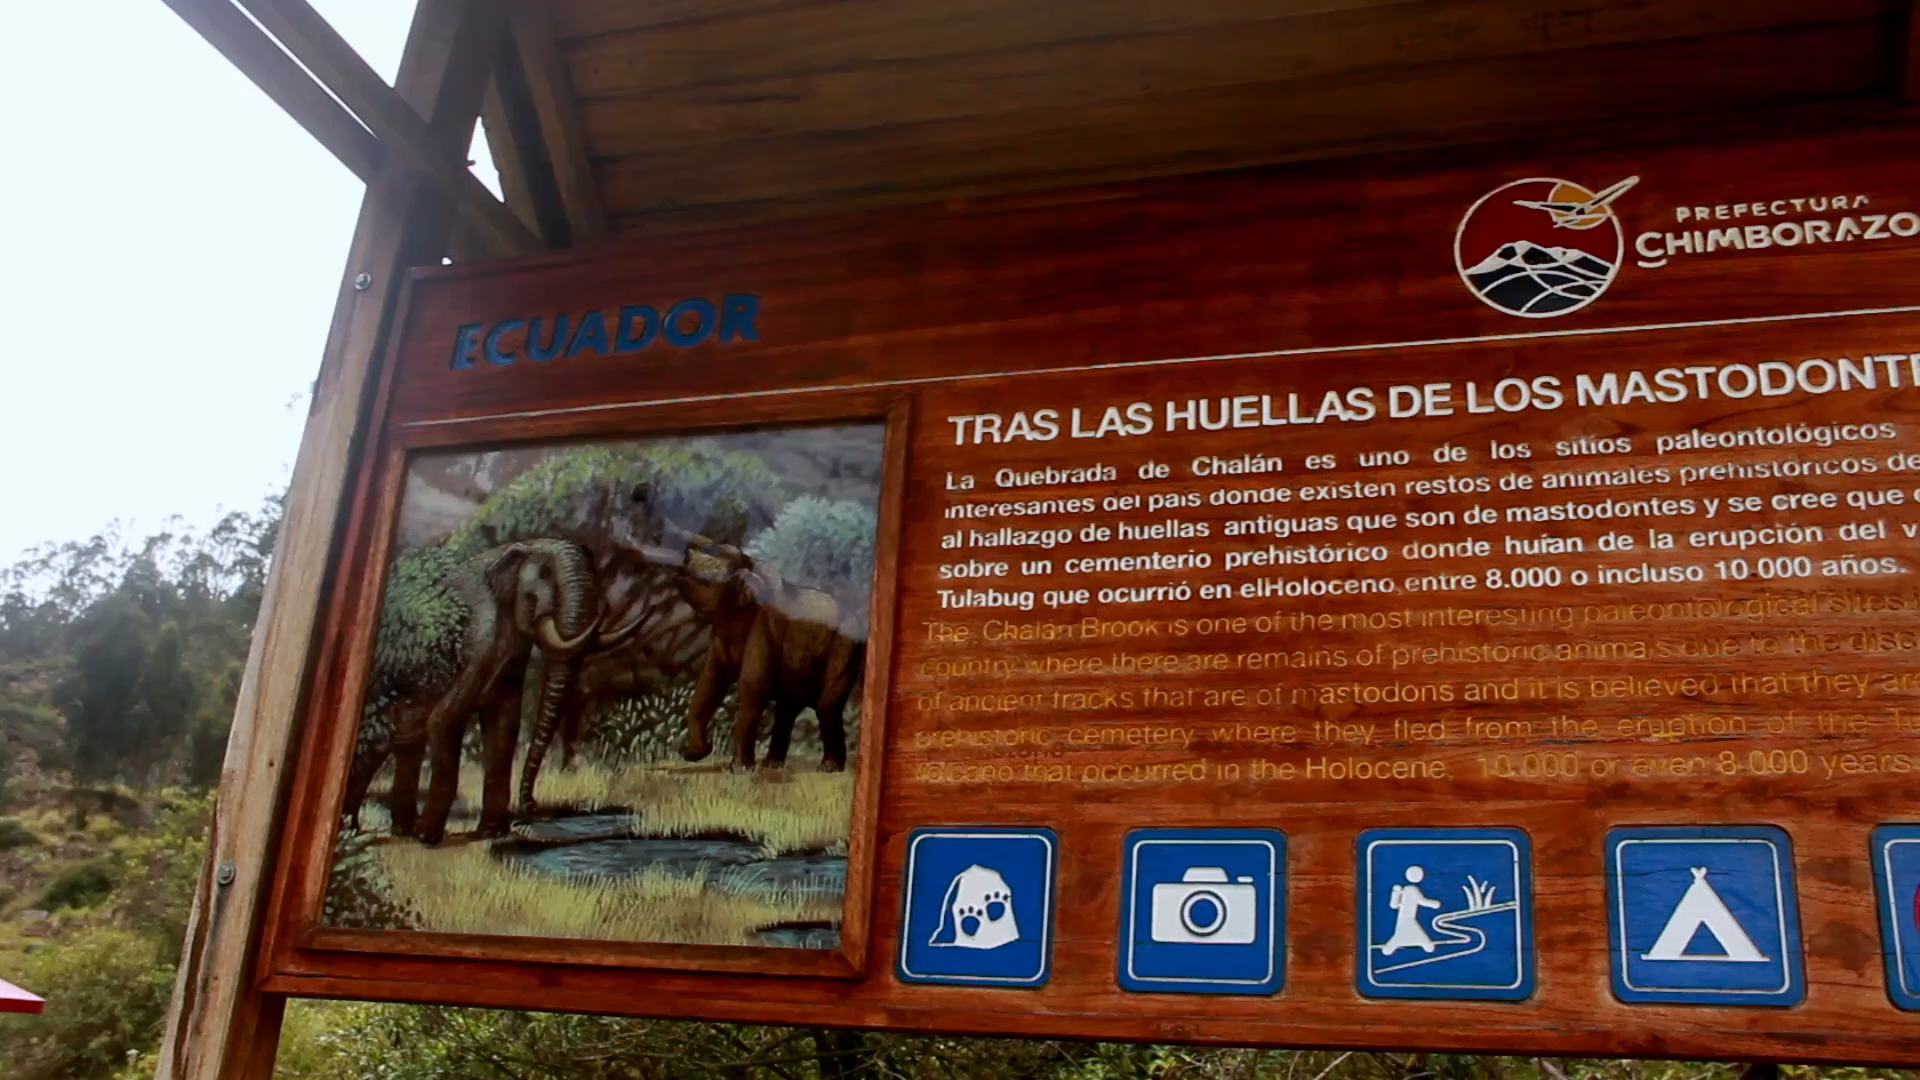 PREFECTURA
CHIMBORAZO
ECUADOR
TRAS LAS HUELLAS DE LOS MASTODONTE
La Quebrada de Chalán es uno de los sitios paleontológicos
interesantes del país donde existen restos de animales prehistóricos de
al hallazgo de huellas antiguas que son de mastodontes y se cree que
sobre un cementerio prehistórico donde huían de la erupción del v
Tulabug que ocurrió en elHoloceno, entre 8.000 o incluso 10.000 años.
The Chalán Brook is one of the most interesting paleontological sites
country where there are remains of prehistoric animals due to the disc
of ancient tracks that are of mastodons and it is believed that they are
prehistoric cemetery where they fled from the eruption of the Tu
volcano that occurred in the Holocene, 10.000 or even 8.000 years